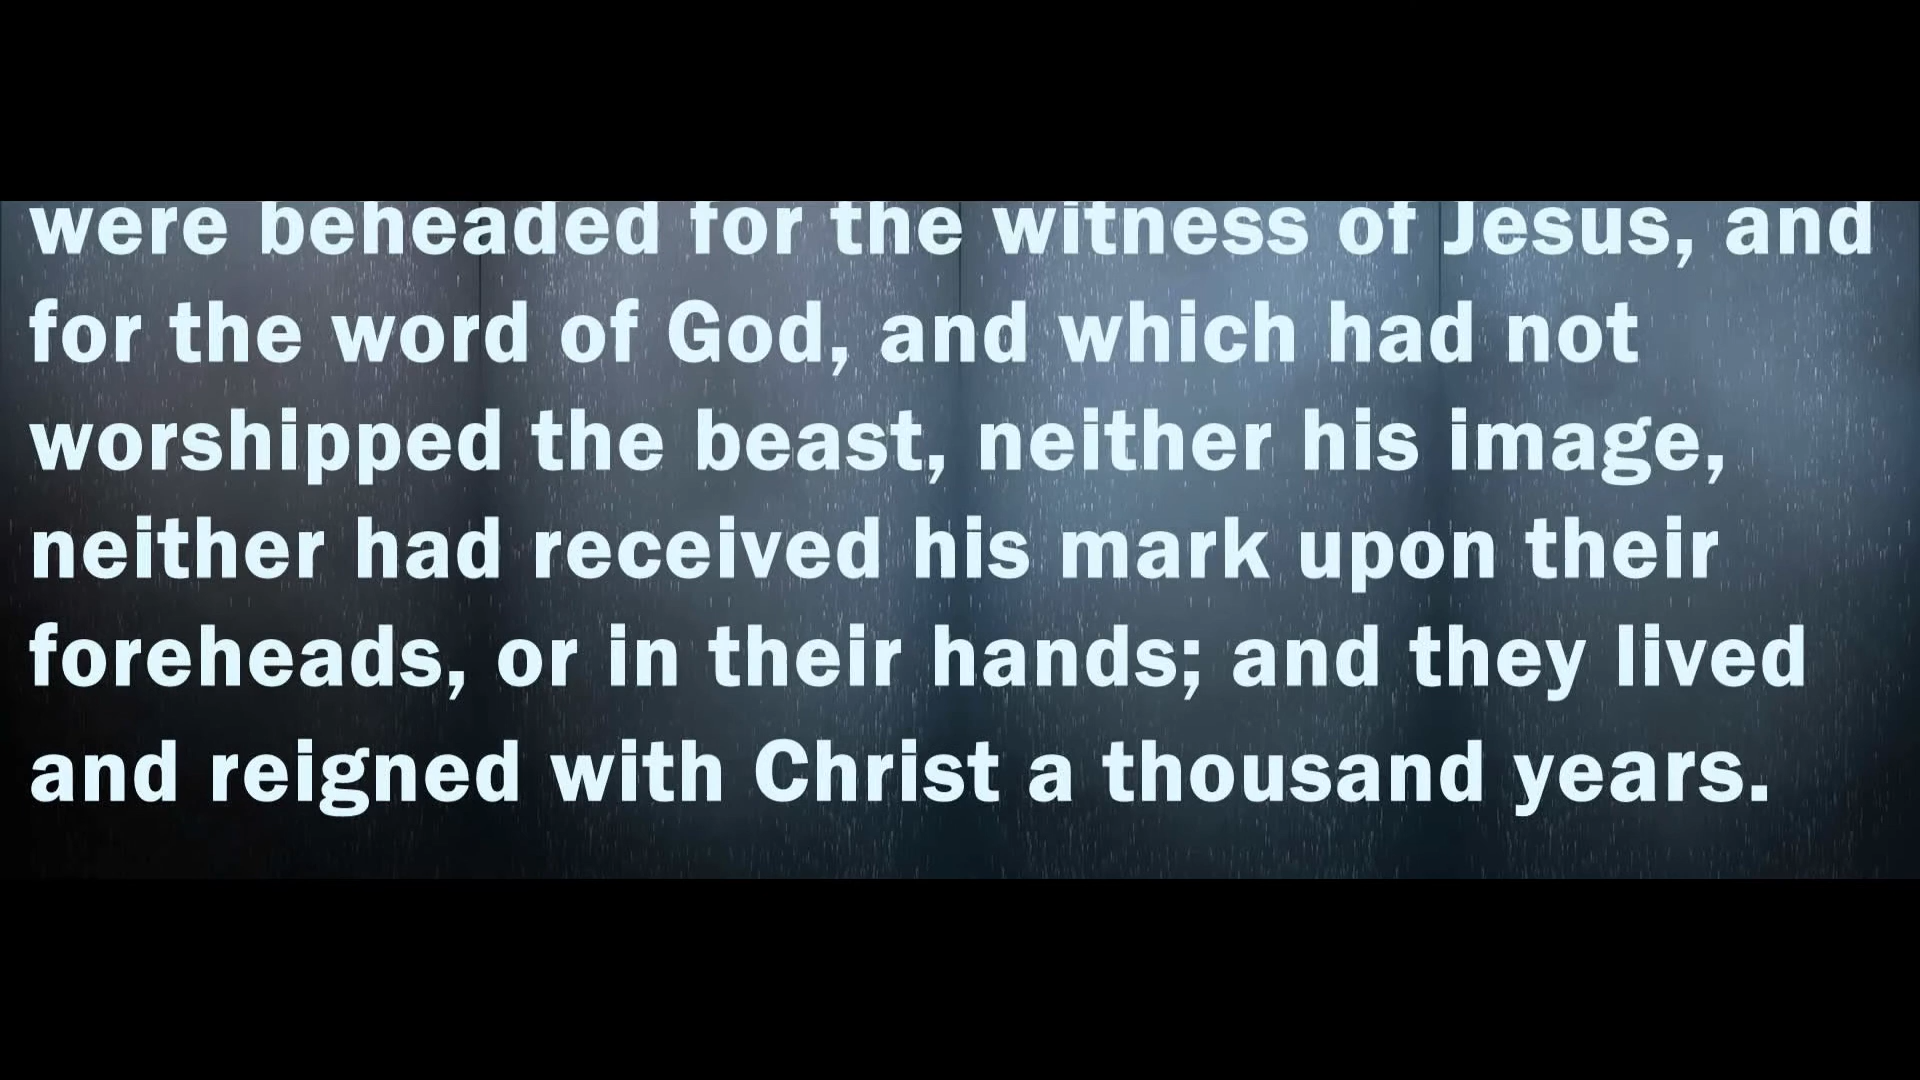 were beheaded for the witness of Jesus, and
for the word of God, and which had not
worshipped the beast, neither his image,
neither had received his mark upon their
foreheads, or in their hands; and they lived
and reigned with Christ a thousand years.